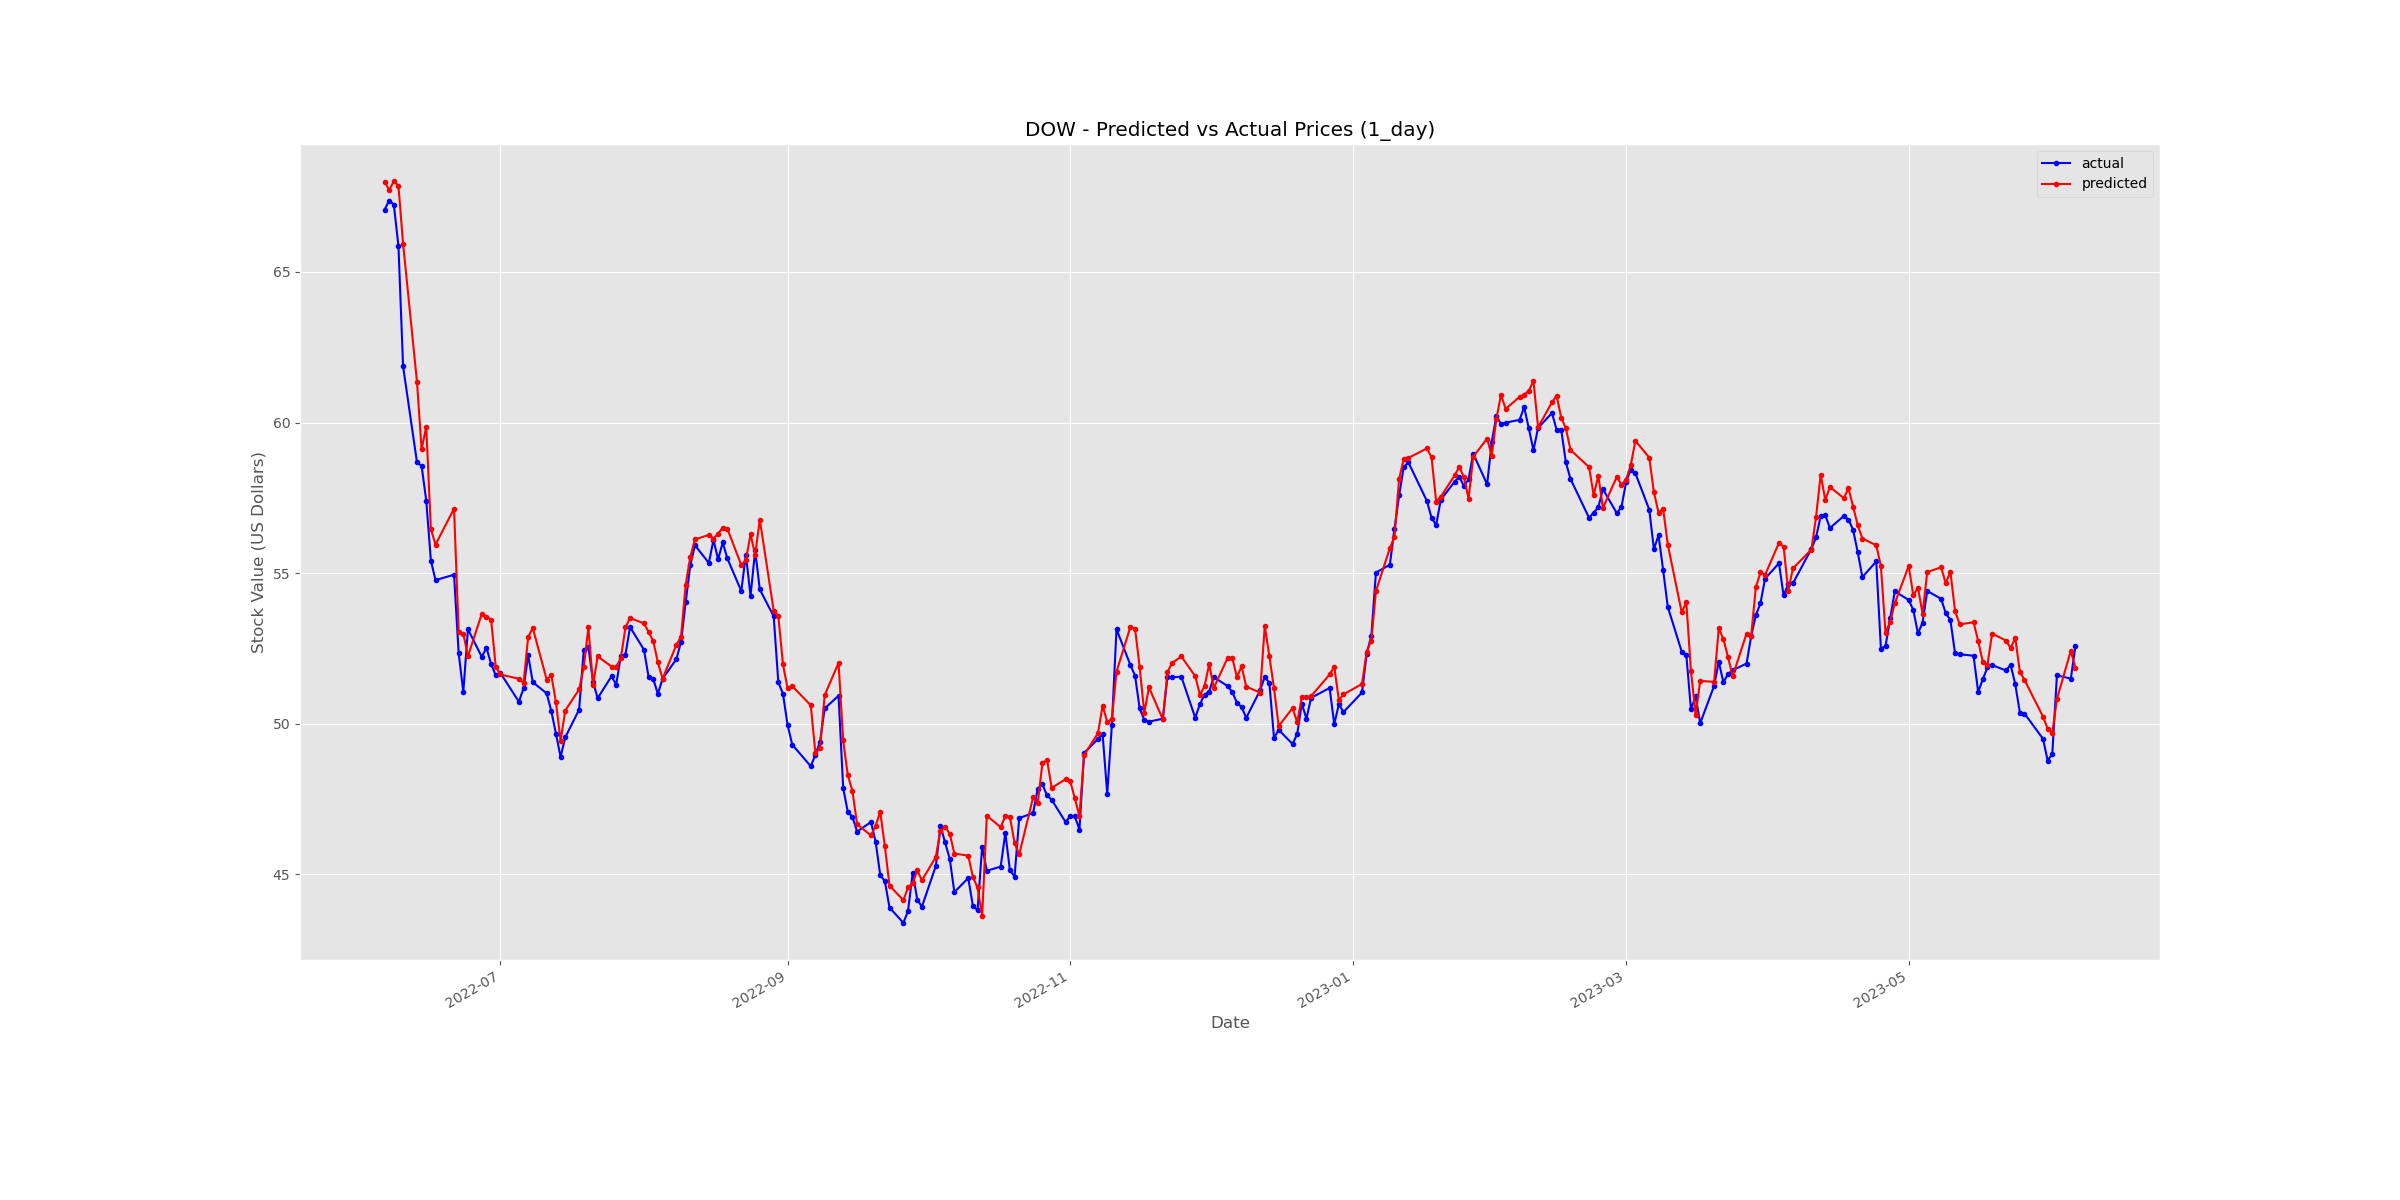 DOW - Predicted vs Actual Prices (1_day)
actual
predicted
Stock Value (US Dollars)
65
60
55
50
45
2022-07
2022-09
2022-11
2023-01
2023-03
2023-05
Date